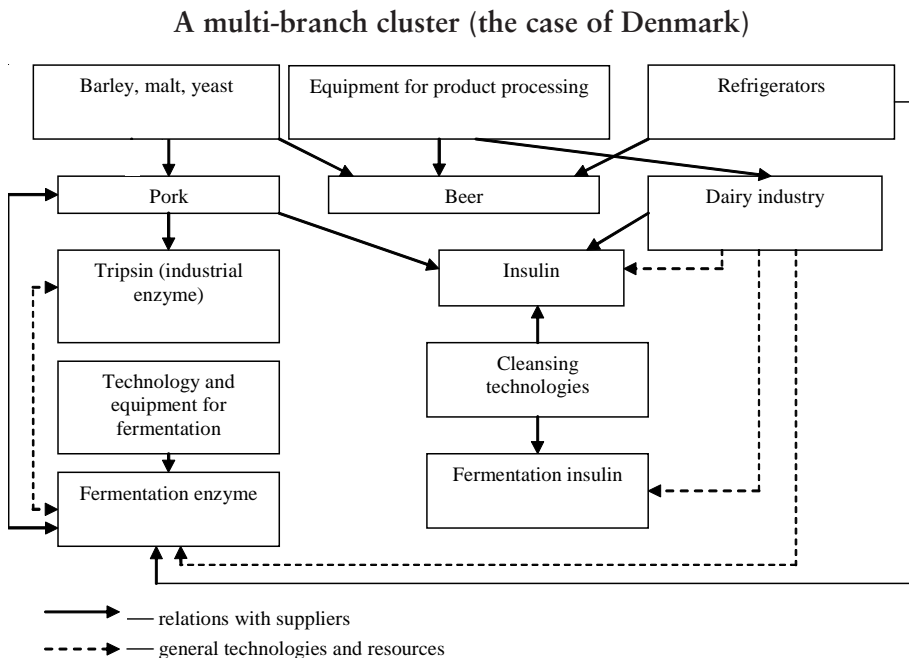 A multi-branch cluster (the case of Denmark)
Barley, malt, yeast
Equipment for product processing
Refrigerators
Pork
Beer
Dairy industry
Tripsin (industrial
enzyme)
Insulin
Technology and
equipment for
fermentation
Cleansing
technologies
Fermentation enzyme
Fermentation insulin
— relations with suppliers
— general technologies and resources